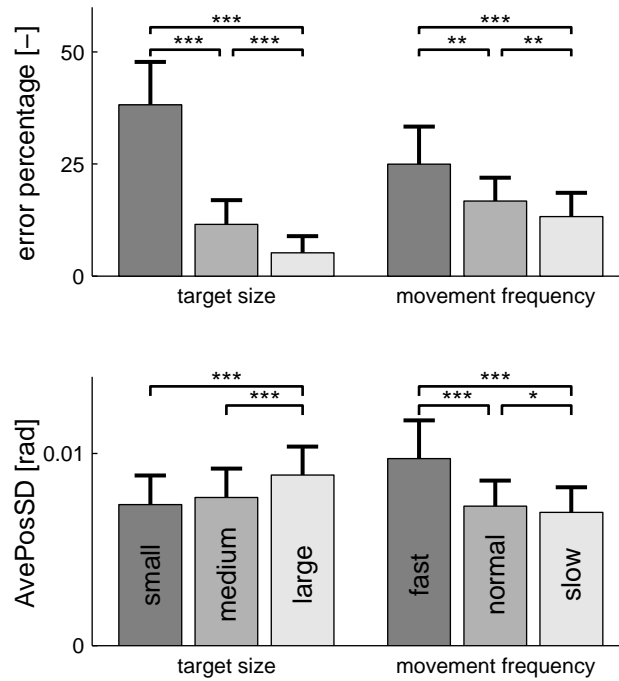 error percentage [−]
50
25
0
***
*** ***
***
** **
target size
movement frequency
AvePosSD [rad]
0.01
0
***
***
***
*** *
small
medium
large
fast
normal
slow
target size
movement frequency